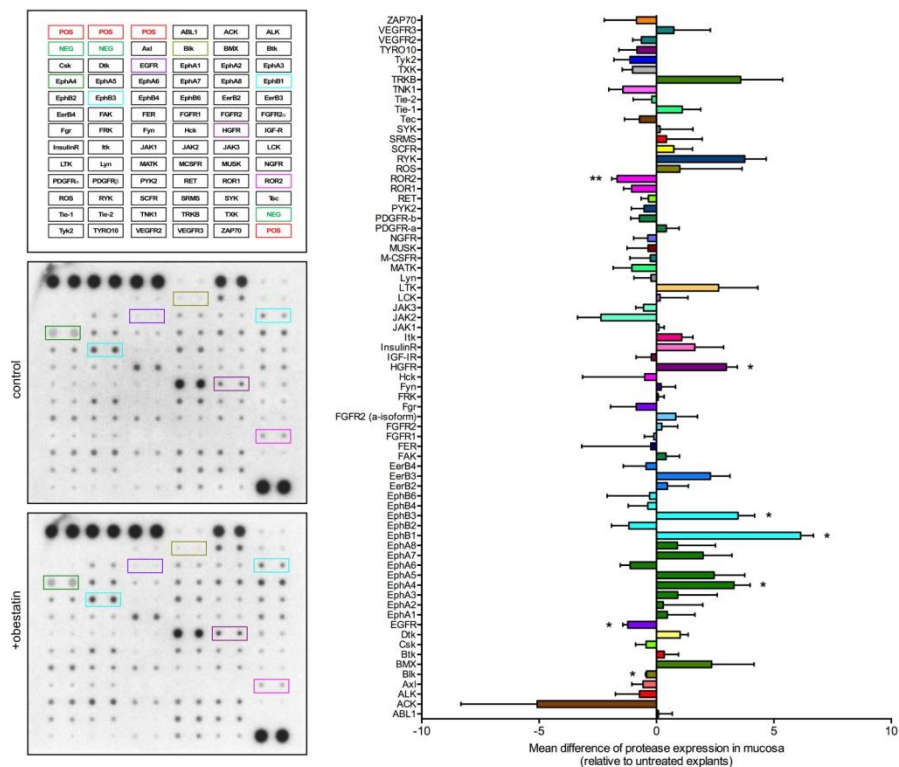 POS POS POS ABL1 ACK ALK
NEG NEG Axl Blk BMX Btk
Csk Dtk EGFR EphA1 EphA2 EphA3
EphA4 EphA5 EphA6 EphA7 EphA8 EphB1
EphB2 EphB3 EphB4 EphB6 EerB2 EerB3
EerB4 FAK FER FGFR1 FGFR2 FGFR2α
Fgr FRK Fyn Hck HGFR IGF-R
InsulinR Itk JAK1 JAK2 JAK3 LCK
LTK Lyn MATK MCSFR MUSK NGFR
PDGFRα PDGFRβ PYK2 RET ROR1 ROR2
ROS RYK SCFR SRMS SYK Tec
Tie-1 Tie-2 TNK1 TRKB TXK NEG
Tyk2 TYRO10 VEGFR2 VEGFR3 ZAP70 POS
control
+obestatin
ZAP70
VEGFR3
VEGFR2
TYRO10
Tyk2
TXK
TRKB
TNK1
Tie-2
Tie-1
Tec
SYK
SRMS
SCFR
RYK
ROS
ROR2 **
ROR1
RET
PYK2
PDGFR-b
PDGFR-a
NGFR
MUSK
M-CSFR
MATK
Lyn
LTK
LCK
JAK3
JAK2
JAK1
Itk
InsulinR
IGF-IR
HGFR *
Hck
Fyn
FRK
Fgr
FGFR2 (a-isoform)
FGFR2
FGFR1
FER
FAK
EerB4
EerB3
EerB2
EphB6
EphB4
EphB3 *
EphB2
EphB1 *
EphA8
EphA7
EphA6
EphA5
EphA4 *
EphA3
EphA2
EphA1
EGFR *
Dtk
Csk
Btk
BMX
Blk *
Axl
ALK
ACK
ABL1
-10 -5 0 5 10
Mean difference of protease expression in mucosa
(relative to untreated explants)